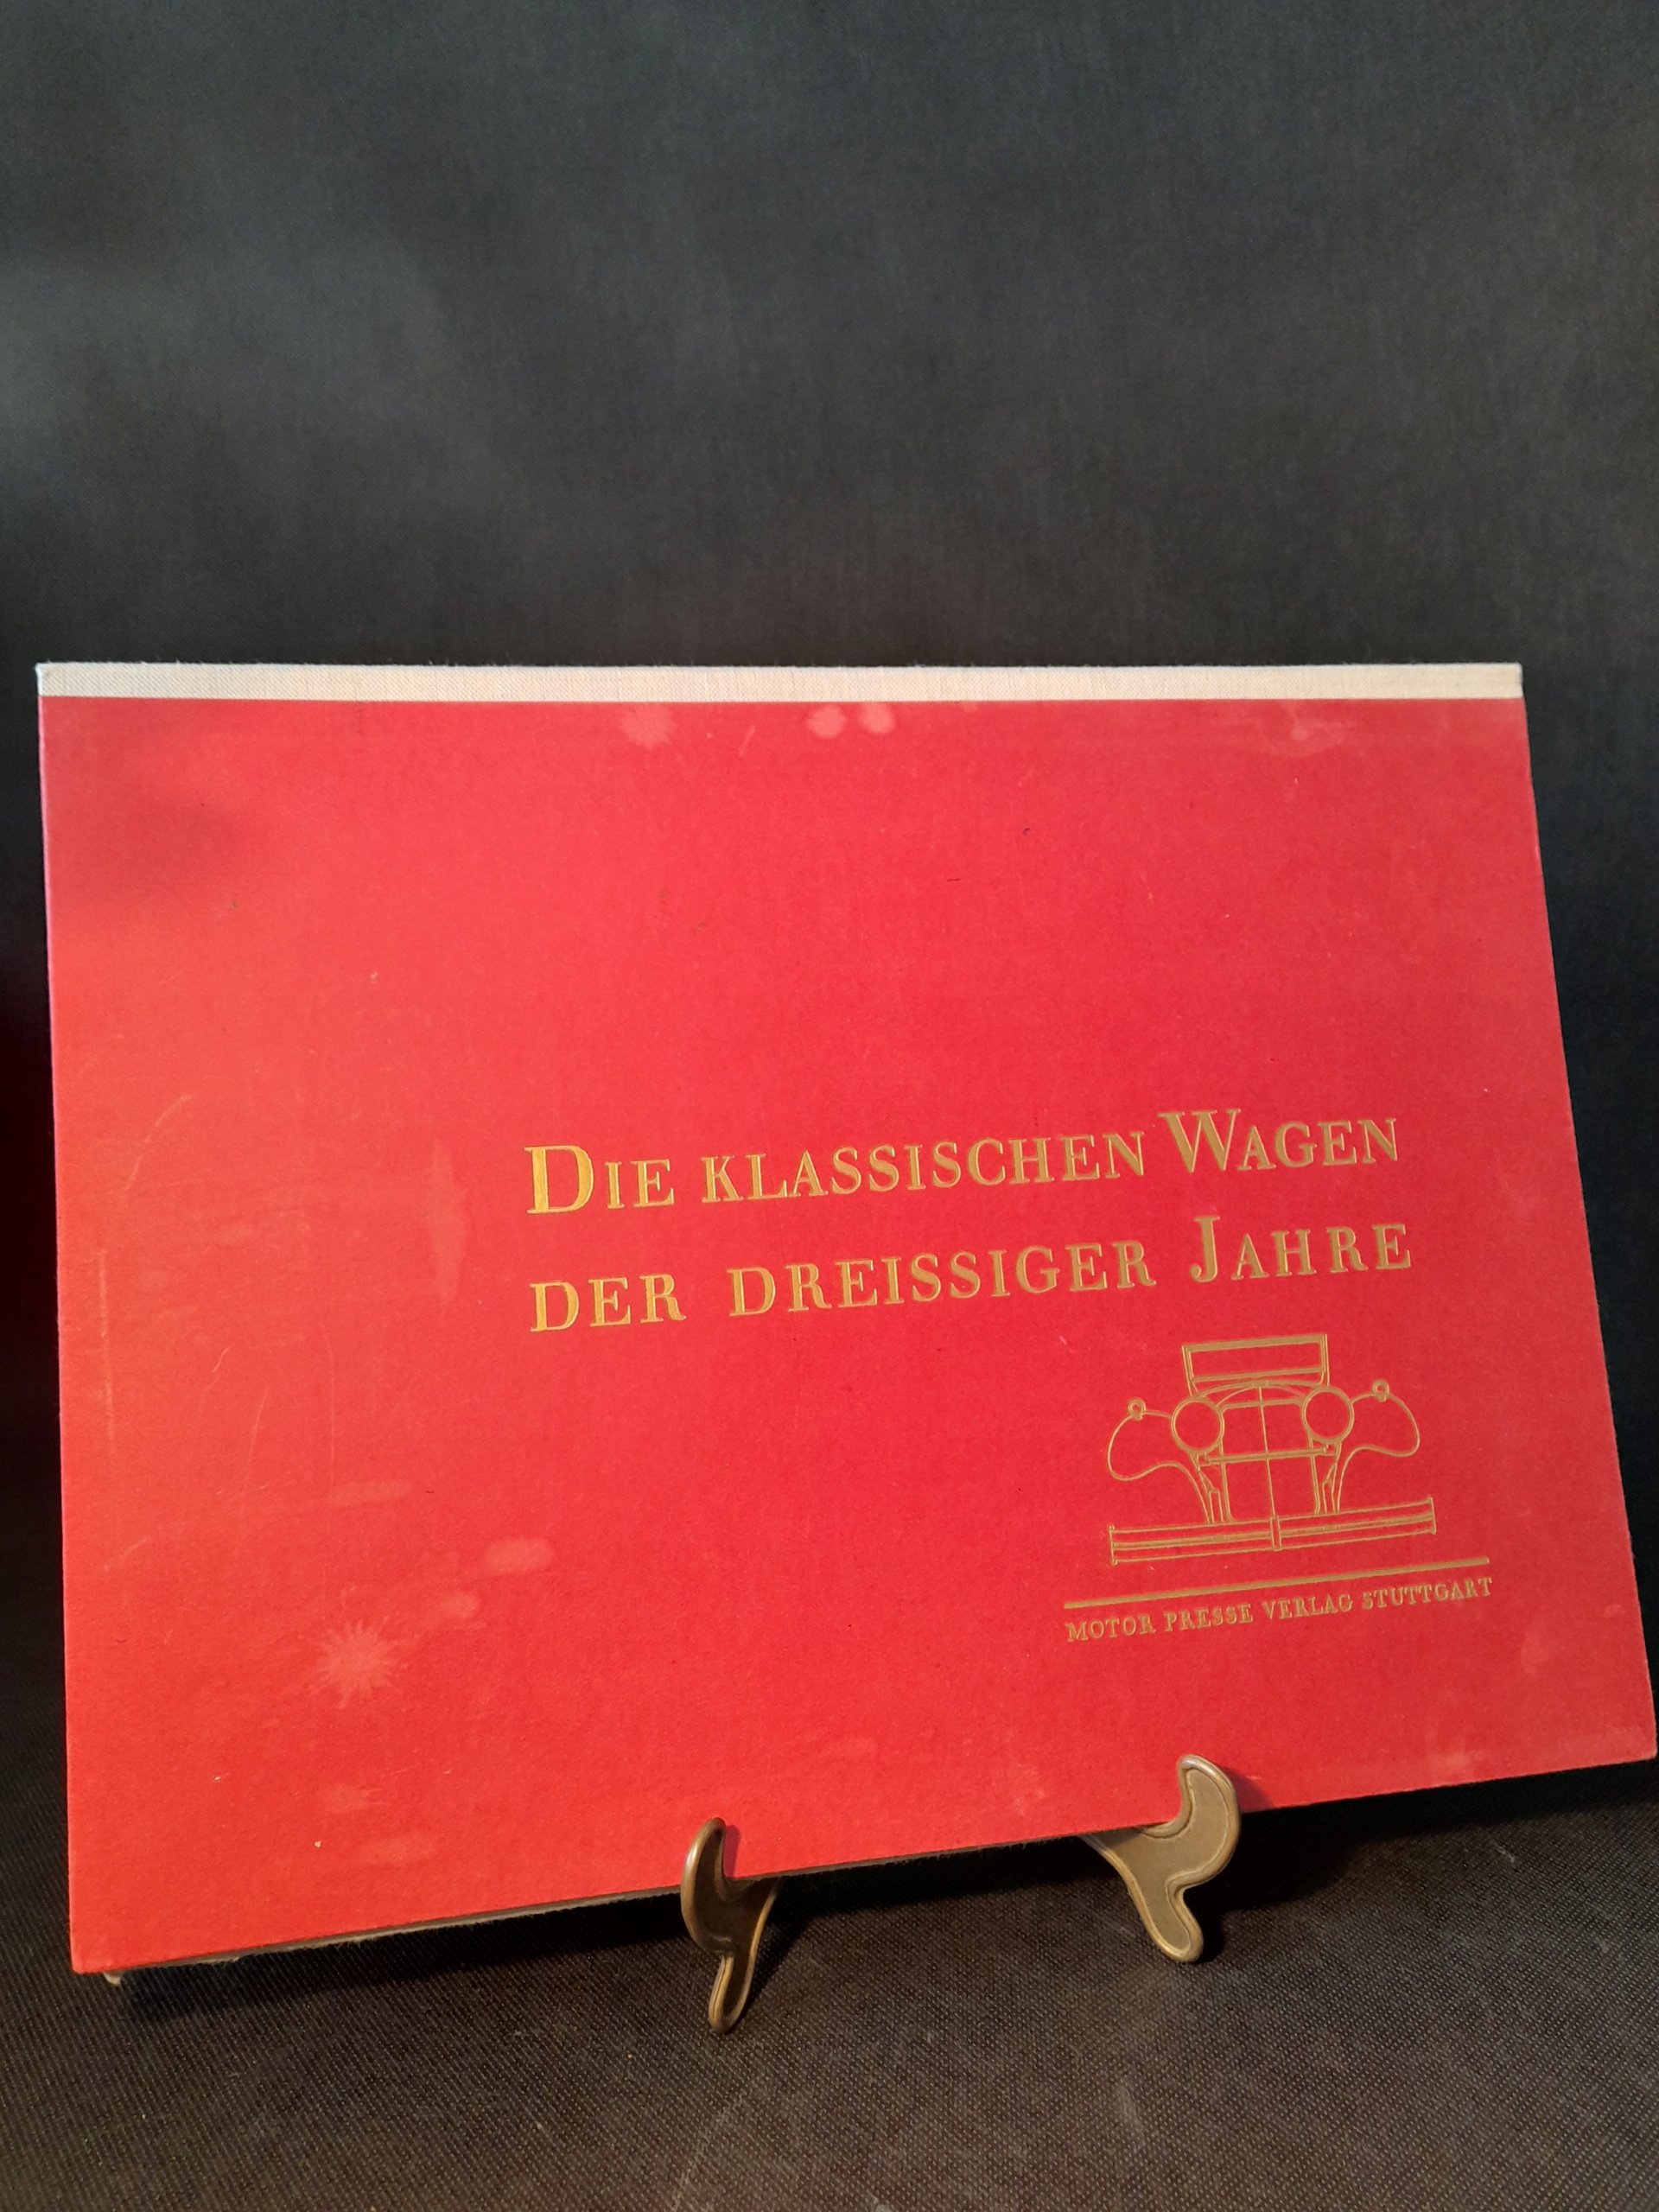 DIE KLASSISCHEN WAGEN
DER DREISSIGER JAHRE
MOTOR PRESSE VERLAG STUTTGART